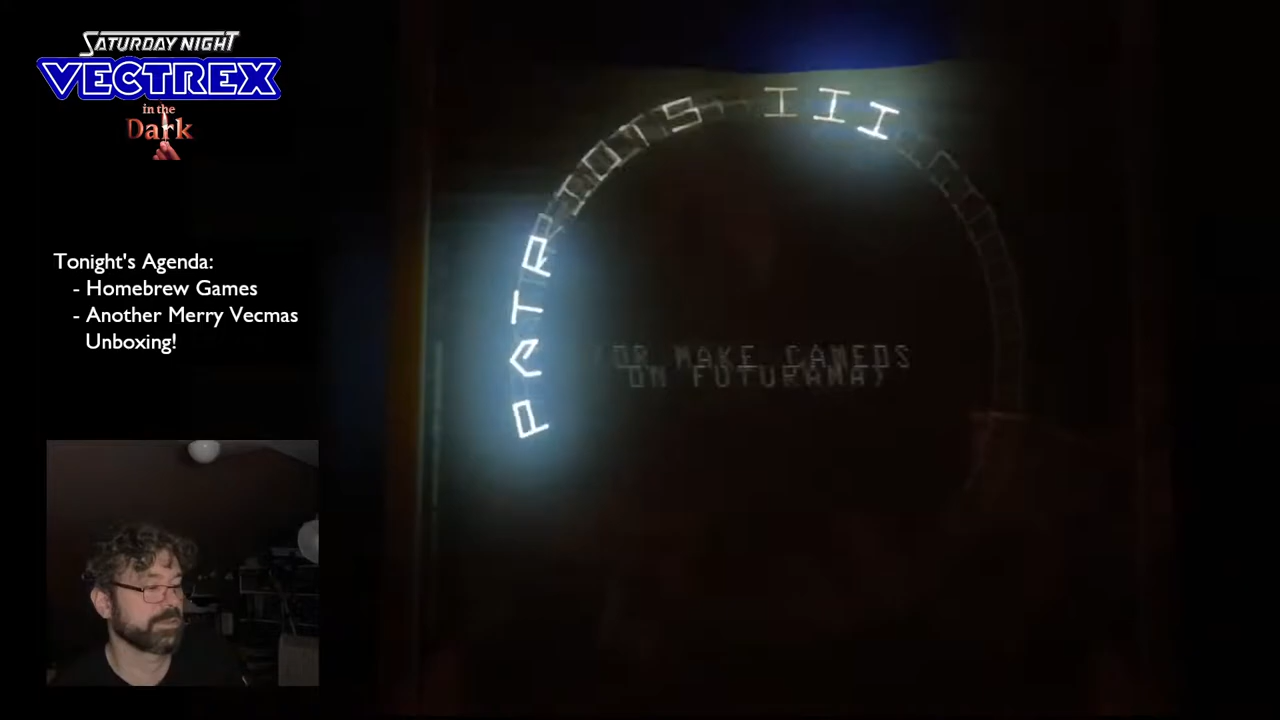 SATURDAY NIGHT
VECTREX
in the
Dark
Tonight's Agenda:
- Homebrew Games
- Another Merry Vecmas
Unboxing!
PATRIOTS III
(OR MAKE CAMEOS
ON FUTURAMA)